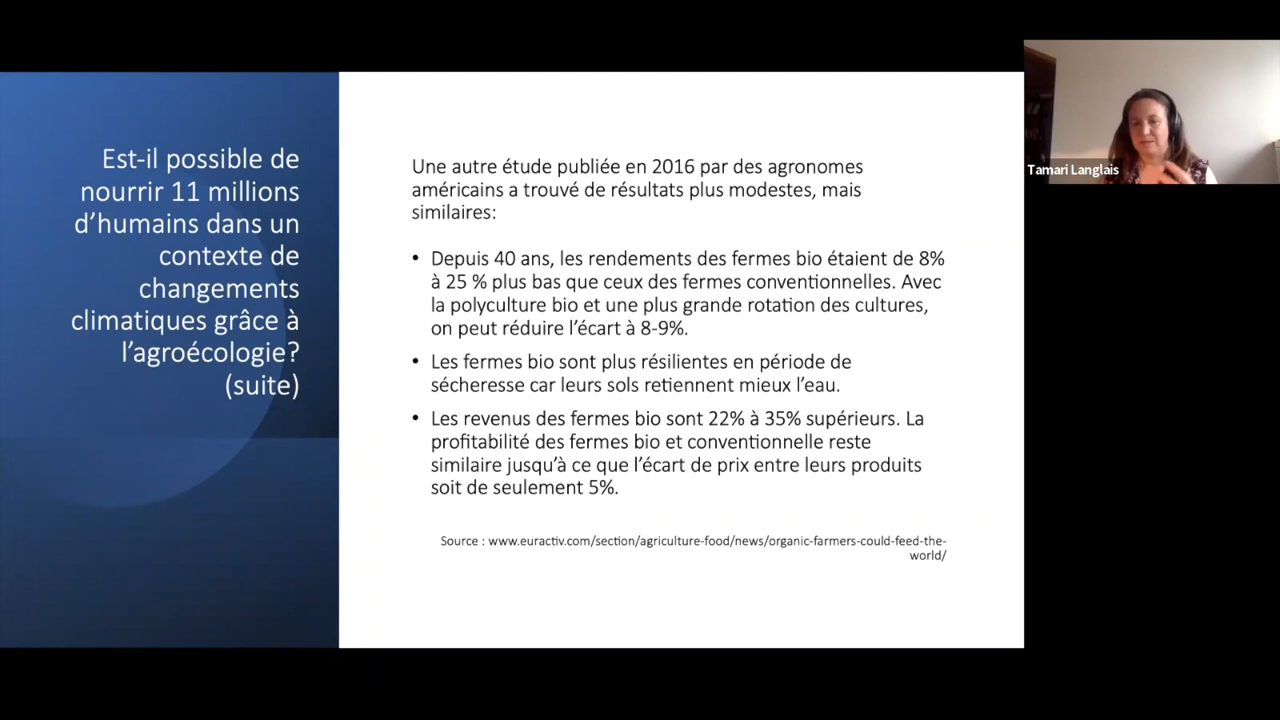 Est-il possible de
nourrir 11 millions
d’humains dans un
contexte de
changements
climatiques grâce à
l’agroécologie?
(suite)
Une autre étude publiée en 2016 par des agronomes
américains a trouvé de résultats plus modestes, mais
similaires:
• Depuis 40 ans, les rendements des fermes bio étaient de 8%
à 25 % plus bas que ceux des fermes conventionnelles. Avec
la polyculture bio et une plus grande rotation des cultures,
on peut réduire l’écart à 8-9%.
• Les fermes bio sont plus résilientes en période de
sécheresse car leurs sols retiennent mieux l’eau.
• Les revenus des fermes bio sont 22% à 35% supérieurs. La
profitabilité des fermes bio et conventionnelle reste
similaire jusqu’à ce que l’écart de prix entre leurs produits
soit de seulement 5%.
Source : www.euractiv.com/section/agriculture-food/news/organic-farmers-could-feed-the-
world/
Tamari Langlais